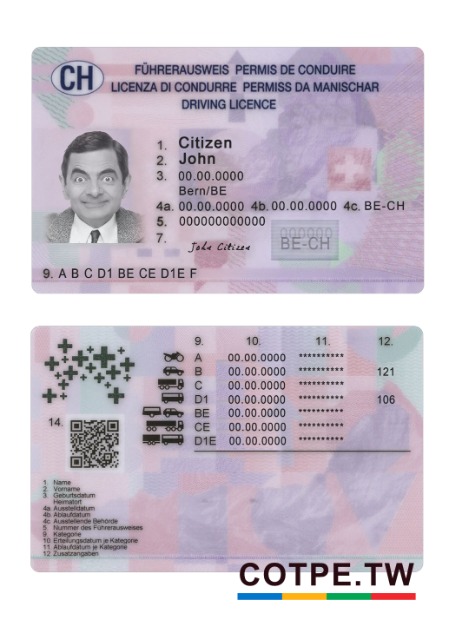 CH
FÜHRERAUSWEIS PERMIS DE CONDUIRE
LICENZA DI CONDURRE PERMISS DA MANISCHAR
DRIVING LICENCE
1. Citizen
2. John
3. 00.00.0000
Bern/BE
4a. 00.00.0000 4b. 00.00.0000 4c. BE-CH
5. 000000000000
7. John Citizen
000000
BE-CH
9. A B C D1 BE CE D1E F
9. 10. 11. 12.
A 00.00.0000 **********
B 00.00.0000 ********** 121
C 00.00.0000 **********
D1 00.00.0000 ********** 106
BE 00.00.0000 **********
CE 00.00.0000 **********
D1E 00.00.0000 **********
14.
1. Name
2. Vorname
3. Geburtsdatum
Heimatort
4a. Ausstelldatum
4b. Ablaufdatum
4c. Ausstellende Behörde
5. Nummer des Führerausweises
9. Kategorie
10 Erteilungsdatum je Kategorie
11 Ablaufdatum je Kategorie
12 Zusatzangaben
COTPE.TW